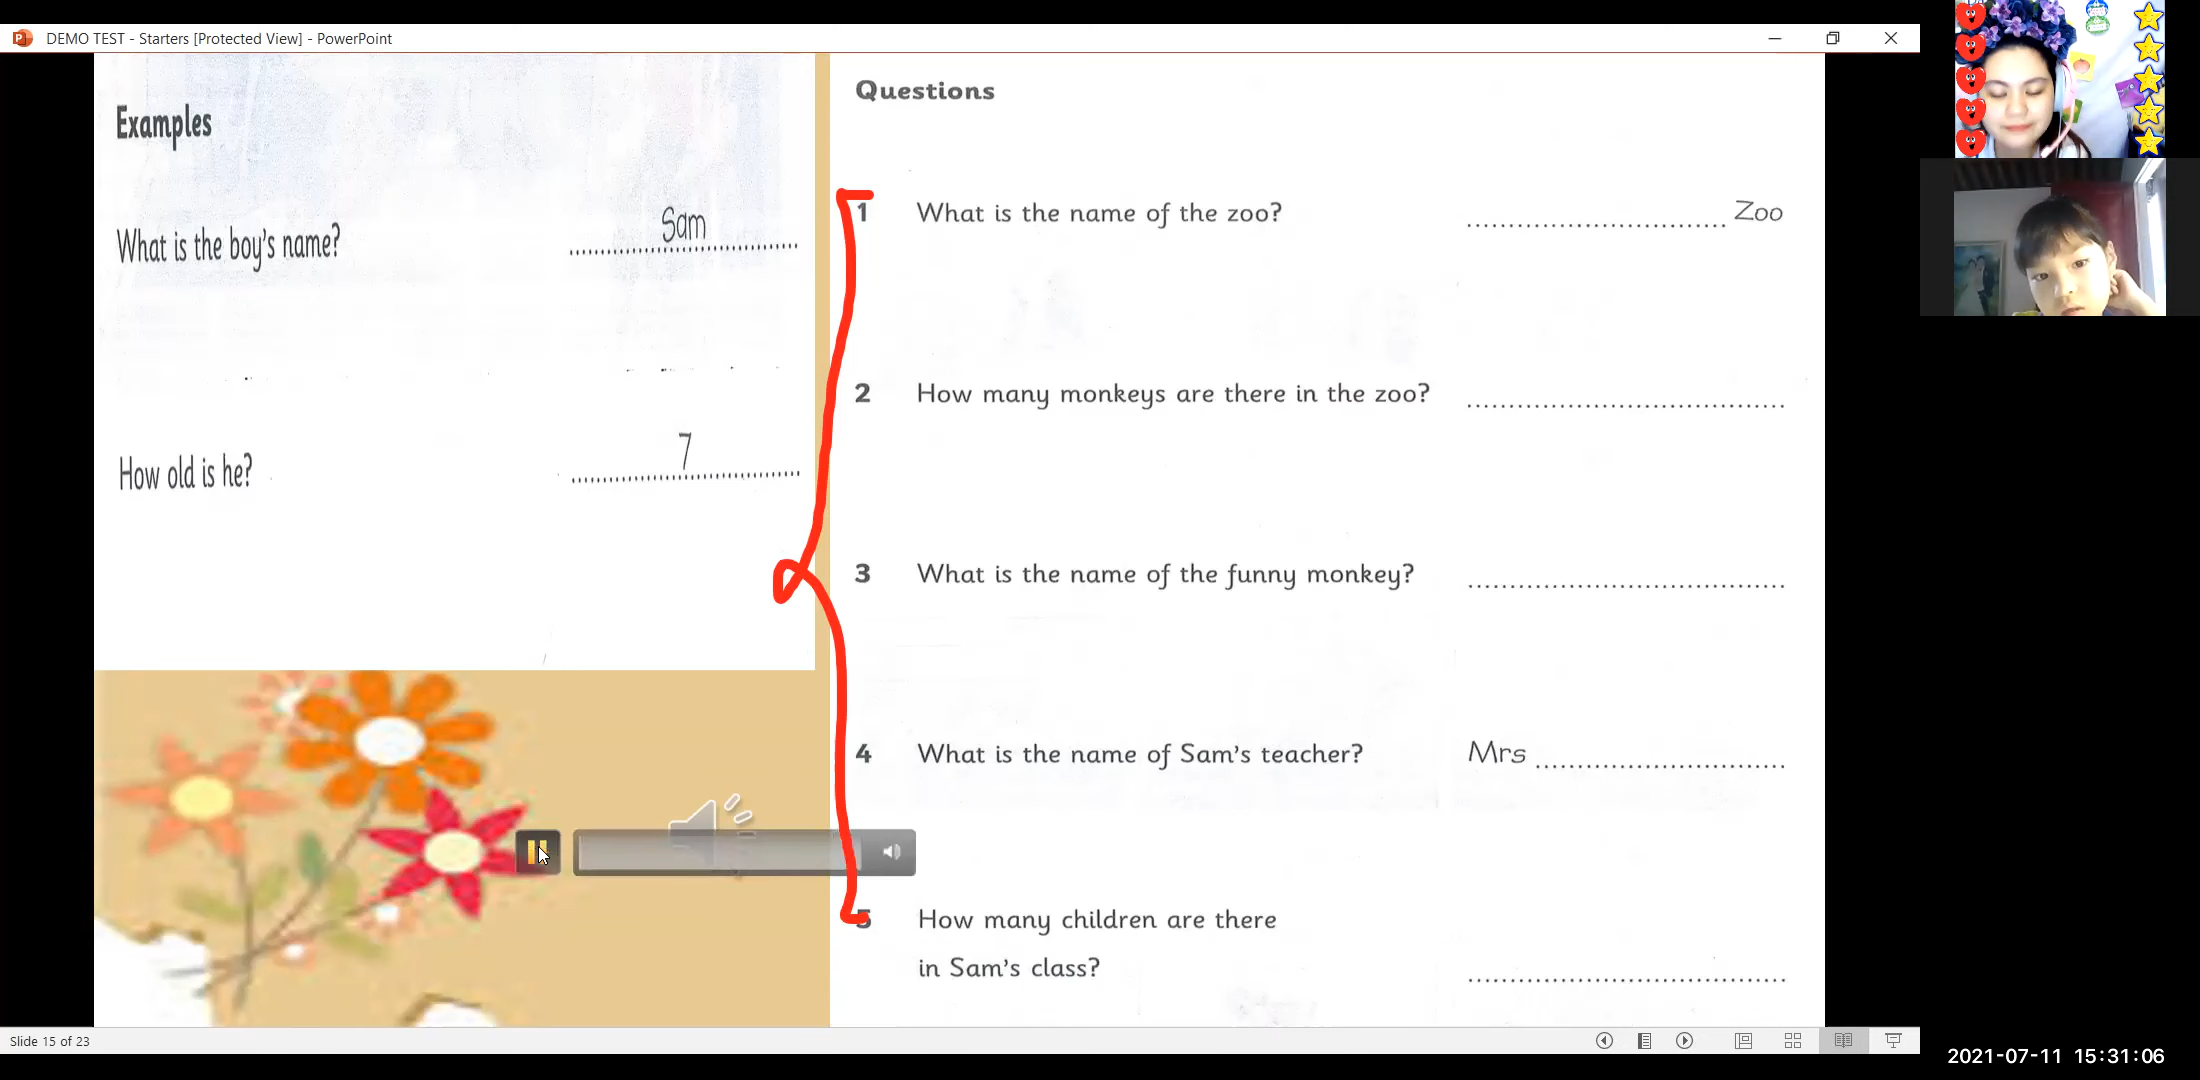 DEMO TEST - Starters [Protected View] - PowerPoint
Examples
What is the boy's name? Sam
How old is he? 7
Questions
1 What is the name of the zoo? Zoo
2 How many monkeys are there in the zoo?
3 What is the name of the funny monkey?
4 What is the name of Sam's teacher? Mrs
5 How many children are there
in Sam's class?
Slide 15 of 23
2021-07-11 15:31:06